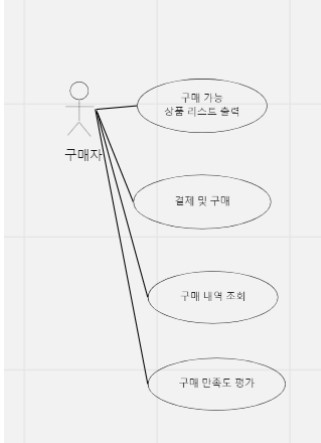 구매 가능
상품 리스트 출력
구매자
결제 및 구매
구매 내역 조회
구매 만족도 평가